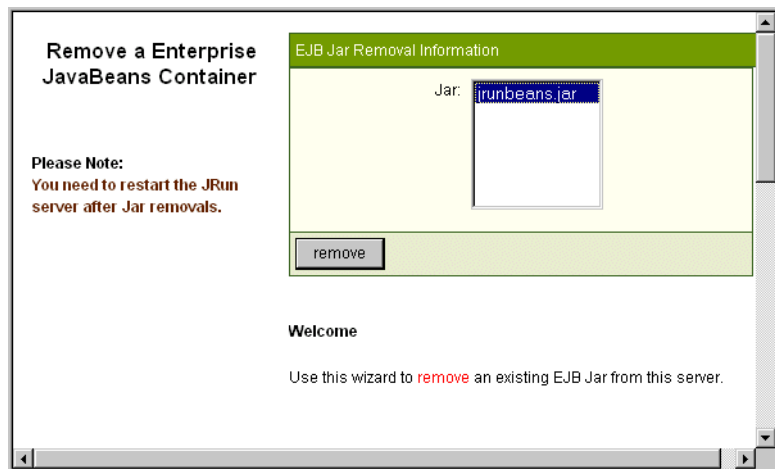 Remove a Enterprise
JavaBeans Container
Please Note:
You need to restart the JRun
server after Jar removals.
EJB Jar Removal Information
Jar:
jrunbeans.jar
remove
Welcome
Use this wizard to remove an existing EJB Jar from this server.